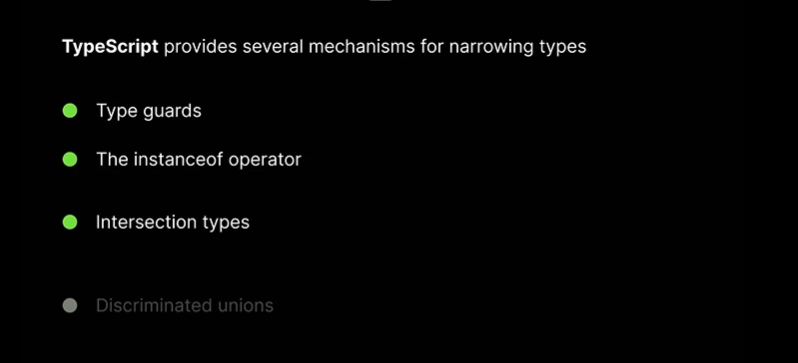 TypeScript provides several mechanisms for narrowing types
Type guards
The instanceof operator
Intersection types
Discriminated unions